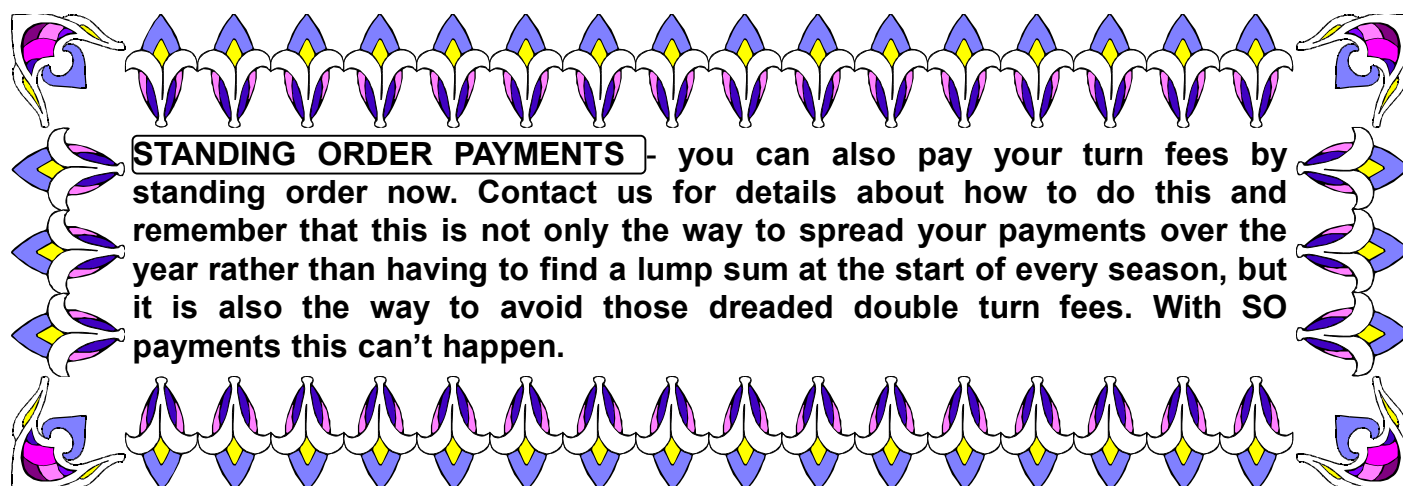 STANDING ORDER PAYMENTS - you can also pay your turn fees by
standing order now. Contact us for details about how to do this and
remember that this is not only the way to spread your payments over the
year rather than having to find a lump sum at the start of every season, but
it is also the way to avoid those dreaded double turn fees. With SO
payments this can’t happen.